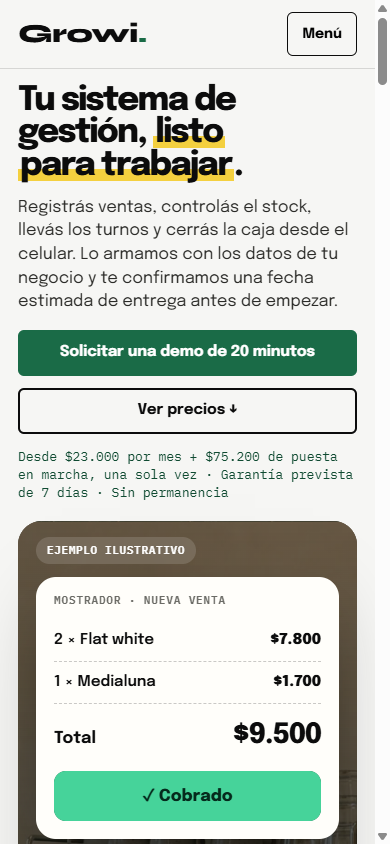 Growi.
Menú
Tu sistema de
gestión, listo
para trabajar.
Registrás ventas, controlás el stock,
llevás los turnos y cerrás la caja desde el
celular. Lo armamos con los datos de tu
negocio y te confirmamos una fecha
estimada de entrega antes de empezar.
Solicitar una demo de 20 minutos
Ver precios ↓
Desde $23.000 por mes + $75.200 de puesta
en marcha, una sola vez · Garantía prevista
de 7 días · Sin permanencia
EJEMPLO ILUSTRATIVO
MOSTRADOR · NUEVA VENTA
2 × Flat white $7.800
1 × Medialuna $1.700
Total $9.500
✓ Cobrado